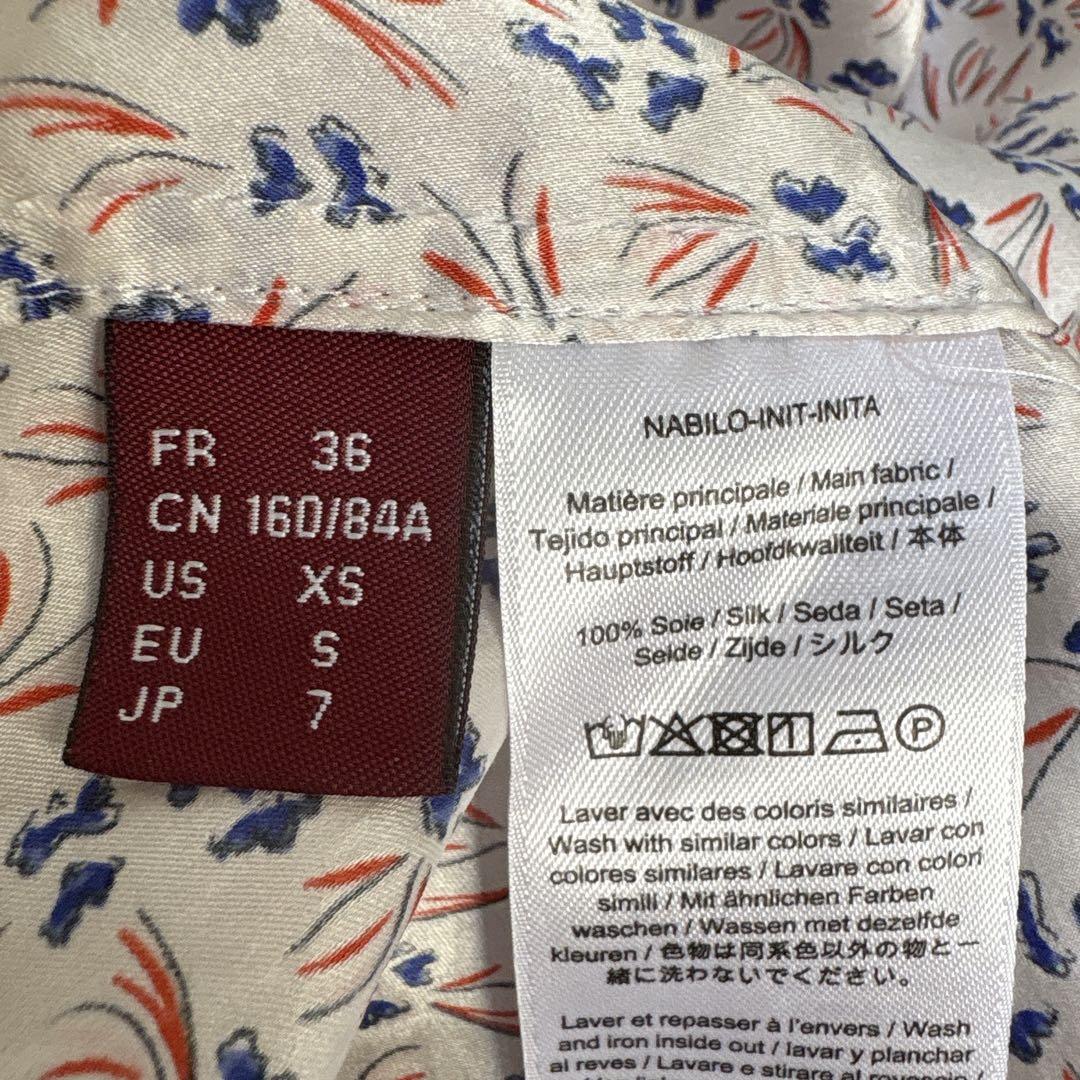 FR 36
CN 160/84A
US XS
EU S
JP 7
NABILO-INIT-INITA
Matière principale / Main fabric /
Tejido principal / Materiale principale /
Hauptstoff / Hoofdkwaliteit / 本体
100% Soie / Silk / Seda / Seta /
Seide / Zijde / シルク
P
Laver avec des coloris similaires /
Wash with similar colors / Lavar con
colores similares / Lavare con colori
simili / Mit ähnlichen Farben
waschen / Wassen met dezelfde
kleuren / 色物は同系色以外の物と一
緒に洗わないでください。
Laver et repasser à l'envers / Wash
and iron inside out / lavar y planchar
al reves / Lavare e stirare al rovescio /